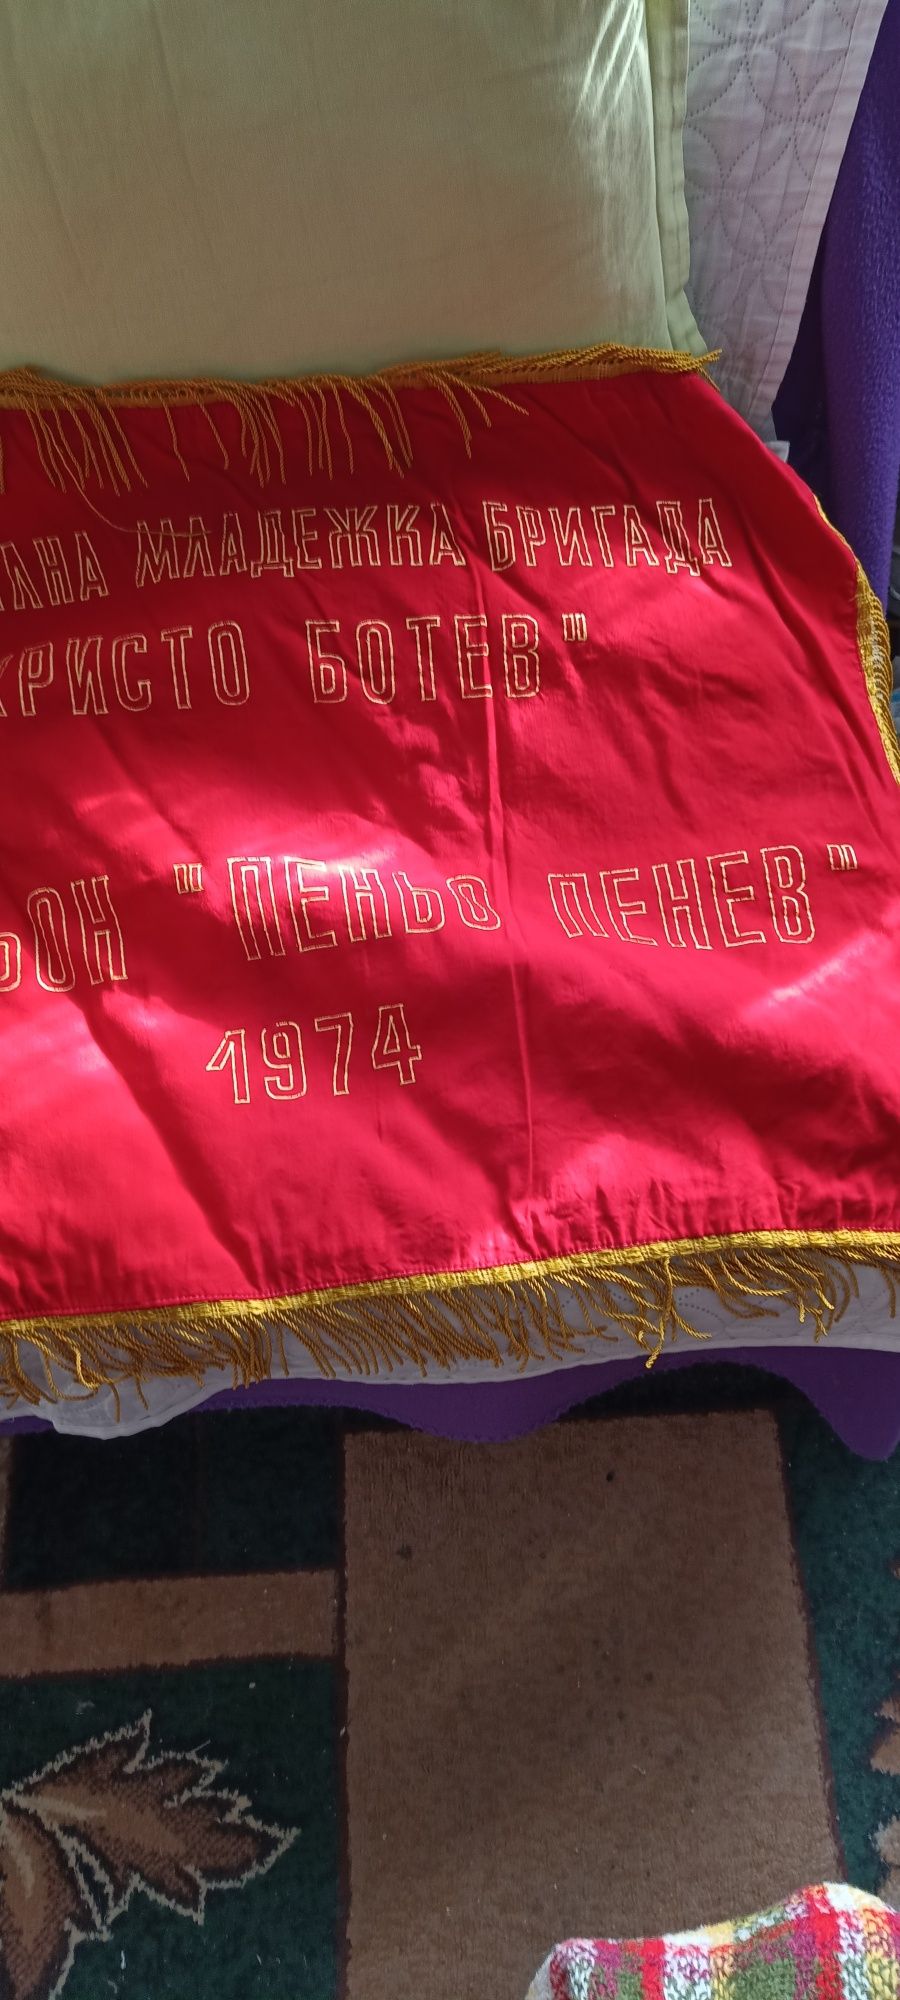 МЛАДЕЖКА БРИГАДА
ХРИСТО БОТЕВ"
"ПЕНЬО ПЕНЕВ"
1974